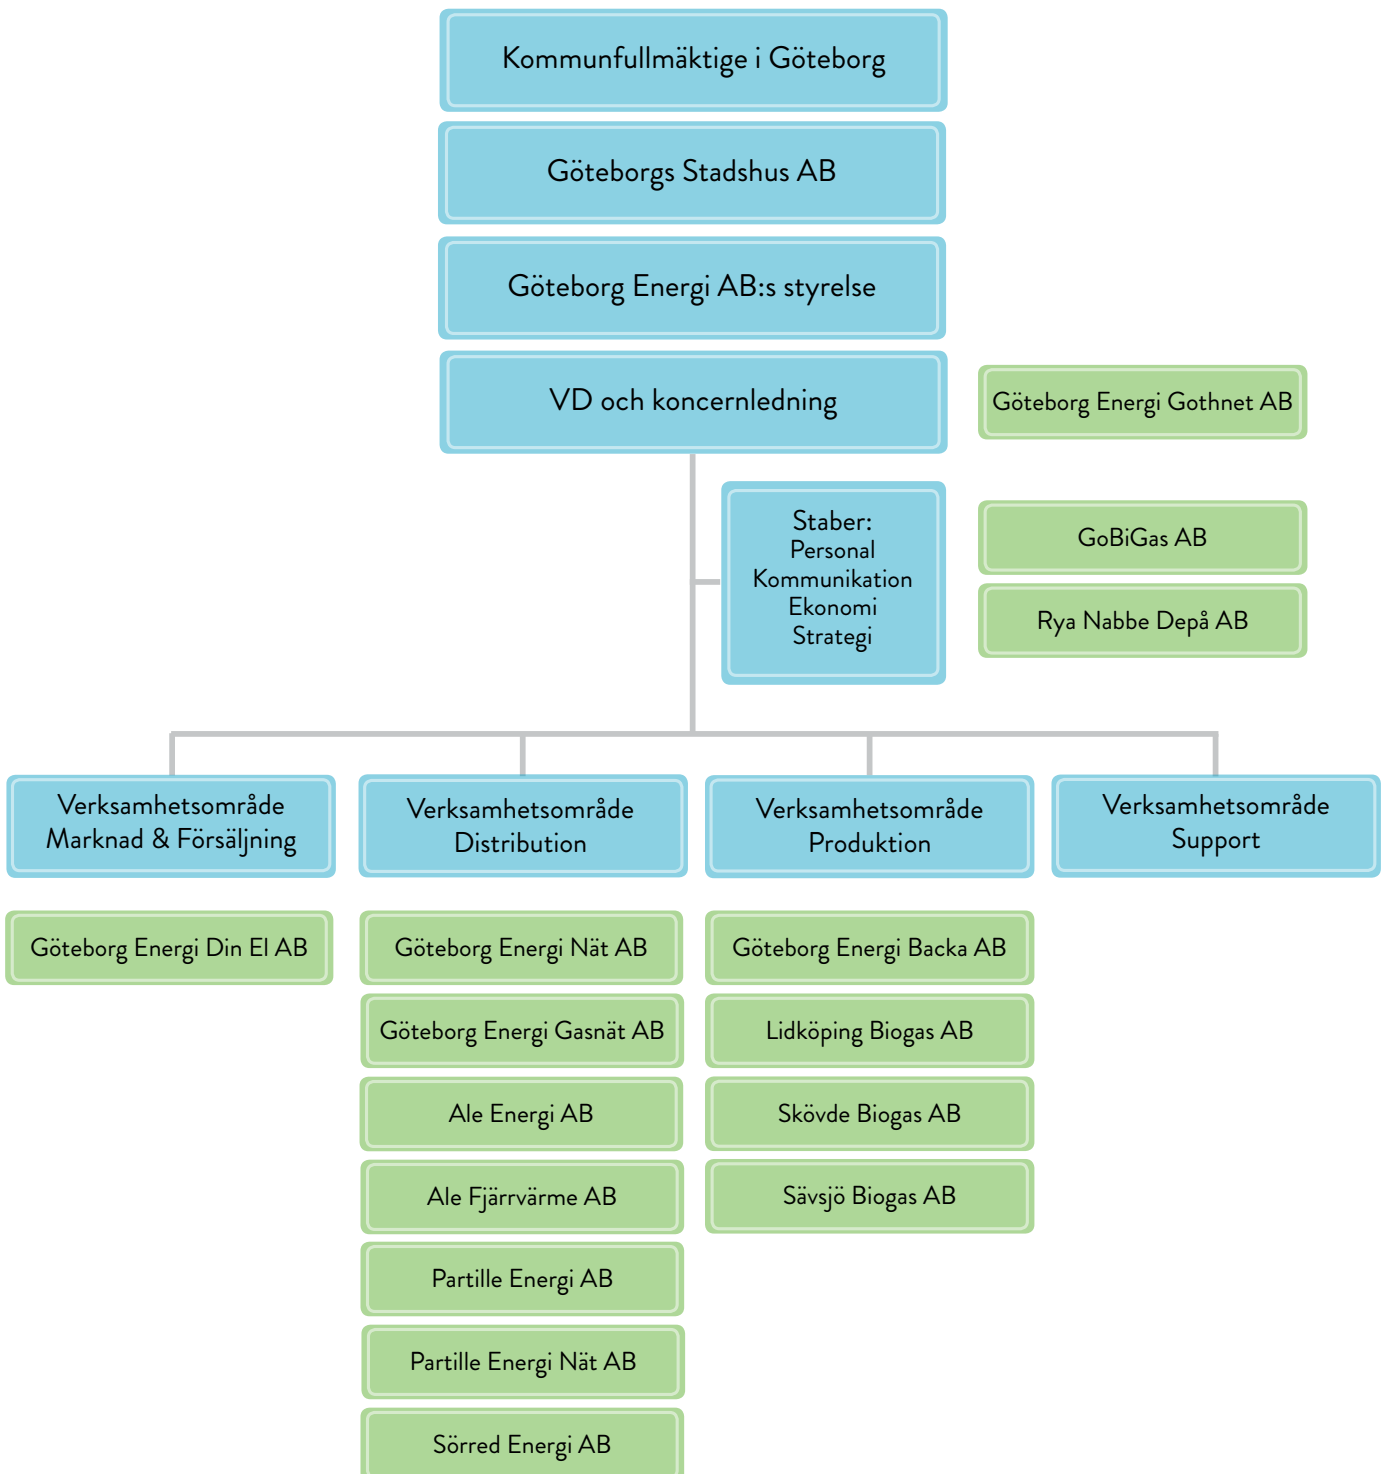 Kommunfullmäktige i Göteborg
Göteborgs Stadshus AB
Göteborg Energi AB:s styrelse
VD och koncernledning
Göteborg Energi Gothnet AB
Staber:
Personal
Kommunikation
Ekonomi
Strategi
GoBiGas AB
Rya Nabbe Depå AB
Verksamhetsområde
Marknad & Försäljning
Verksamhetsområde
Distribution
Verksamhetsområde
Produktion
Verksamhetsområde
Support
Göteborg Energi Din El AB
Göteborg Energi Nät AB
Göteborg Energi Gasnät AB
Ale Energi AB
Ale Fjärrvärme AB
Partille Energi AB
Partille Energi Nät AB
Sörred Energi AB
Göteborg Energi Backa AB
Lidköping Biogas AB
Skövde Biogas AB
Sävsjö Biogas AB